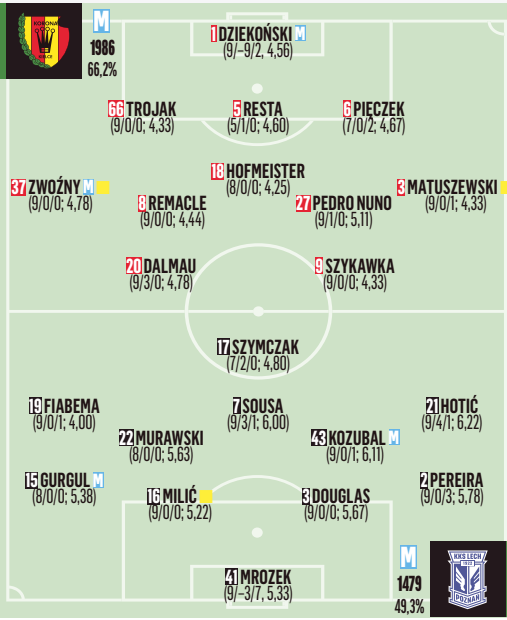 KORONA
KIELCE
M
1986
66,2%
1 DZIEKOŃSKI M
(9/–9/2, 4,56)
66 TROJAK
(9/0/0; 4,33)
5 RESTA
(5/1/0; 4,60)
6 PIĘCZEK
(7/0/2; 4,67)
18 HOFMEISTER
(8/0/0; 4,25)
37 ZWOŹNY M
(9/0/0; 4,78)
8 REMACLE
(9/0/0; 4,44)
27 PEDRO NUNO
(9/1/0; 5,11)
3 MATUSZEWSKI
(9/0/1; 4,33)
20 DALMAU
(9/3/0; 4,78)
9 SZYKAWKA
(9/0/0; 4,33)
17 SZYMCZAK
(7/2/0; 4,80)
19 FIABEMA
(9/0/1; 4,00)
7 SOUSA
(9/3/1; 6,00)
21 HOTIĆ
(9/4/1; 6,22)
22 MURAWSKI
(8/0/0; 5,63)
43 KOZUBAL M
(9/0/1; 6,11)
15 GURGUL M
(8/0/0; 5,38)
16 MILIĆ
(9/0/0; 5,22)
3 DOUGLAS
(9/0/0; 5,67)
2 PEREIRA
(9/0/3; 5,78)
41 MROZEK
(9/–3/7, 5,33)
M
1479
49,3%
KKS LECH
1922
POZNAŃ